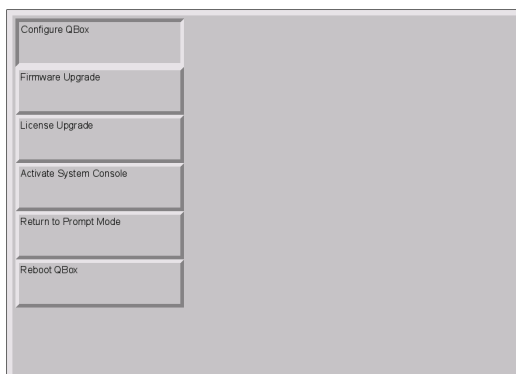 Configure QBox
Firmware Upgrade
License Upgrade
Activate System Console
Return to Prompt Mode
Reboot QBox